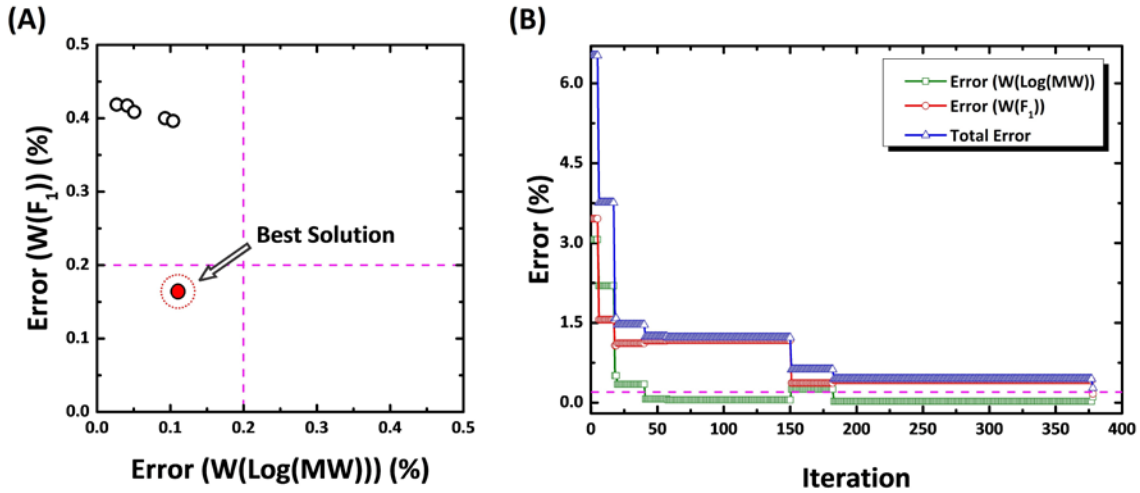 (A)
0.5
0.4
0.3
0.2
0.1
0.0
Error (W(F1)) (%)
Best Solution
0.0 0.1 0.2 0.3 0.4 0.5
Error (W(Log(MW))) (%)
(B)
6.0
4.5
3.0
1.5
0.0
Error (%)
Error (W(Log(MW))
Error (W(F1))
Total Error
0 50 100 150 200 250 300 350 400
Iteration